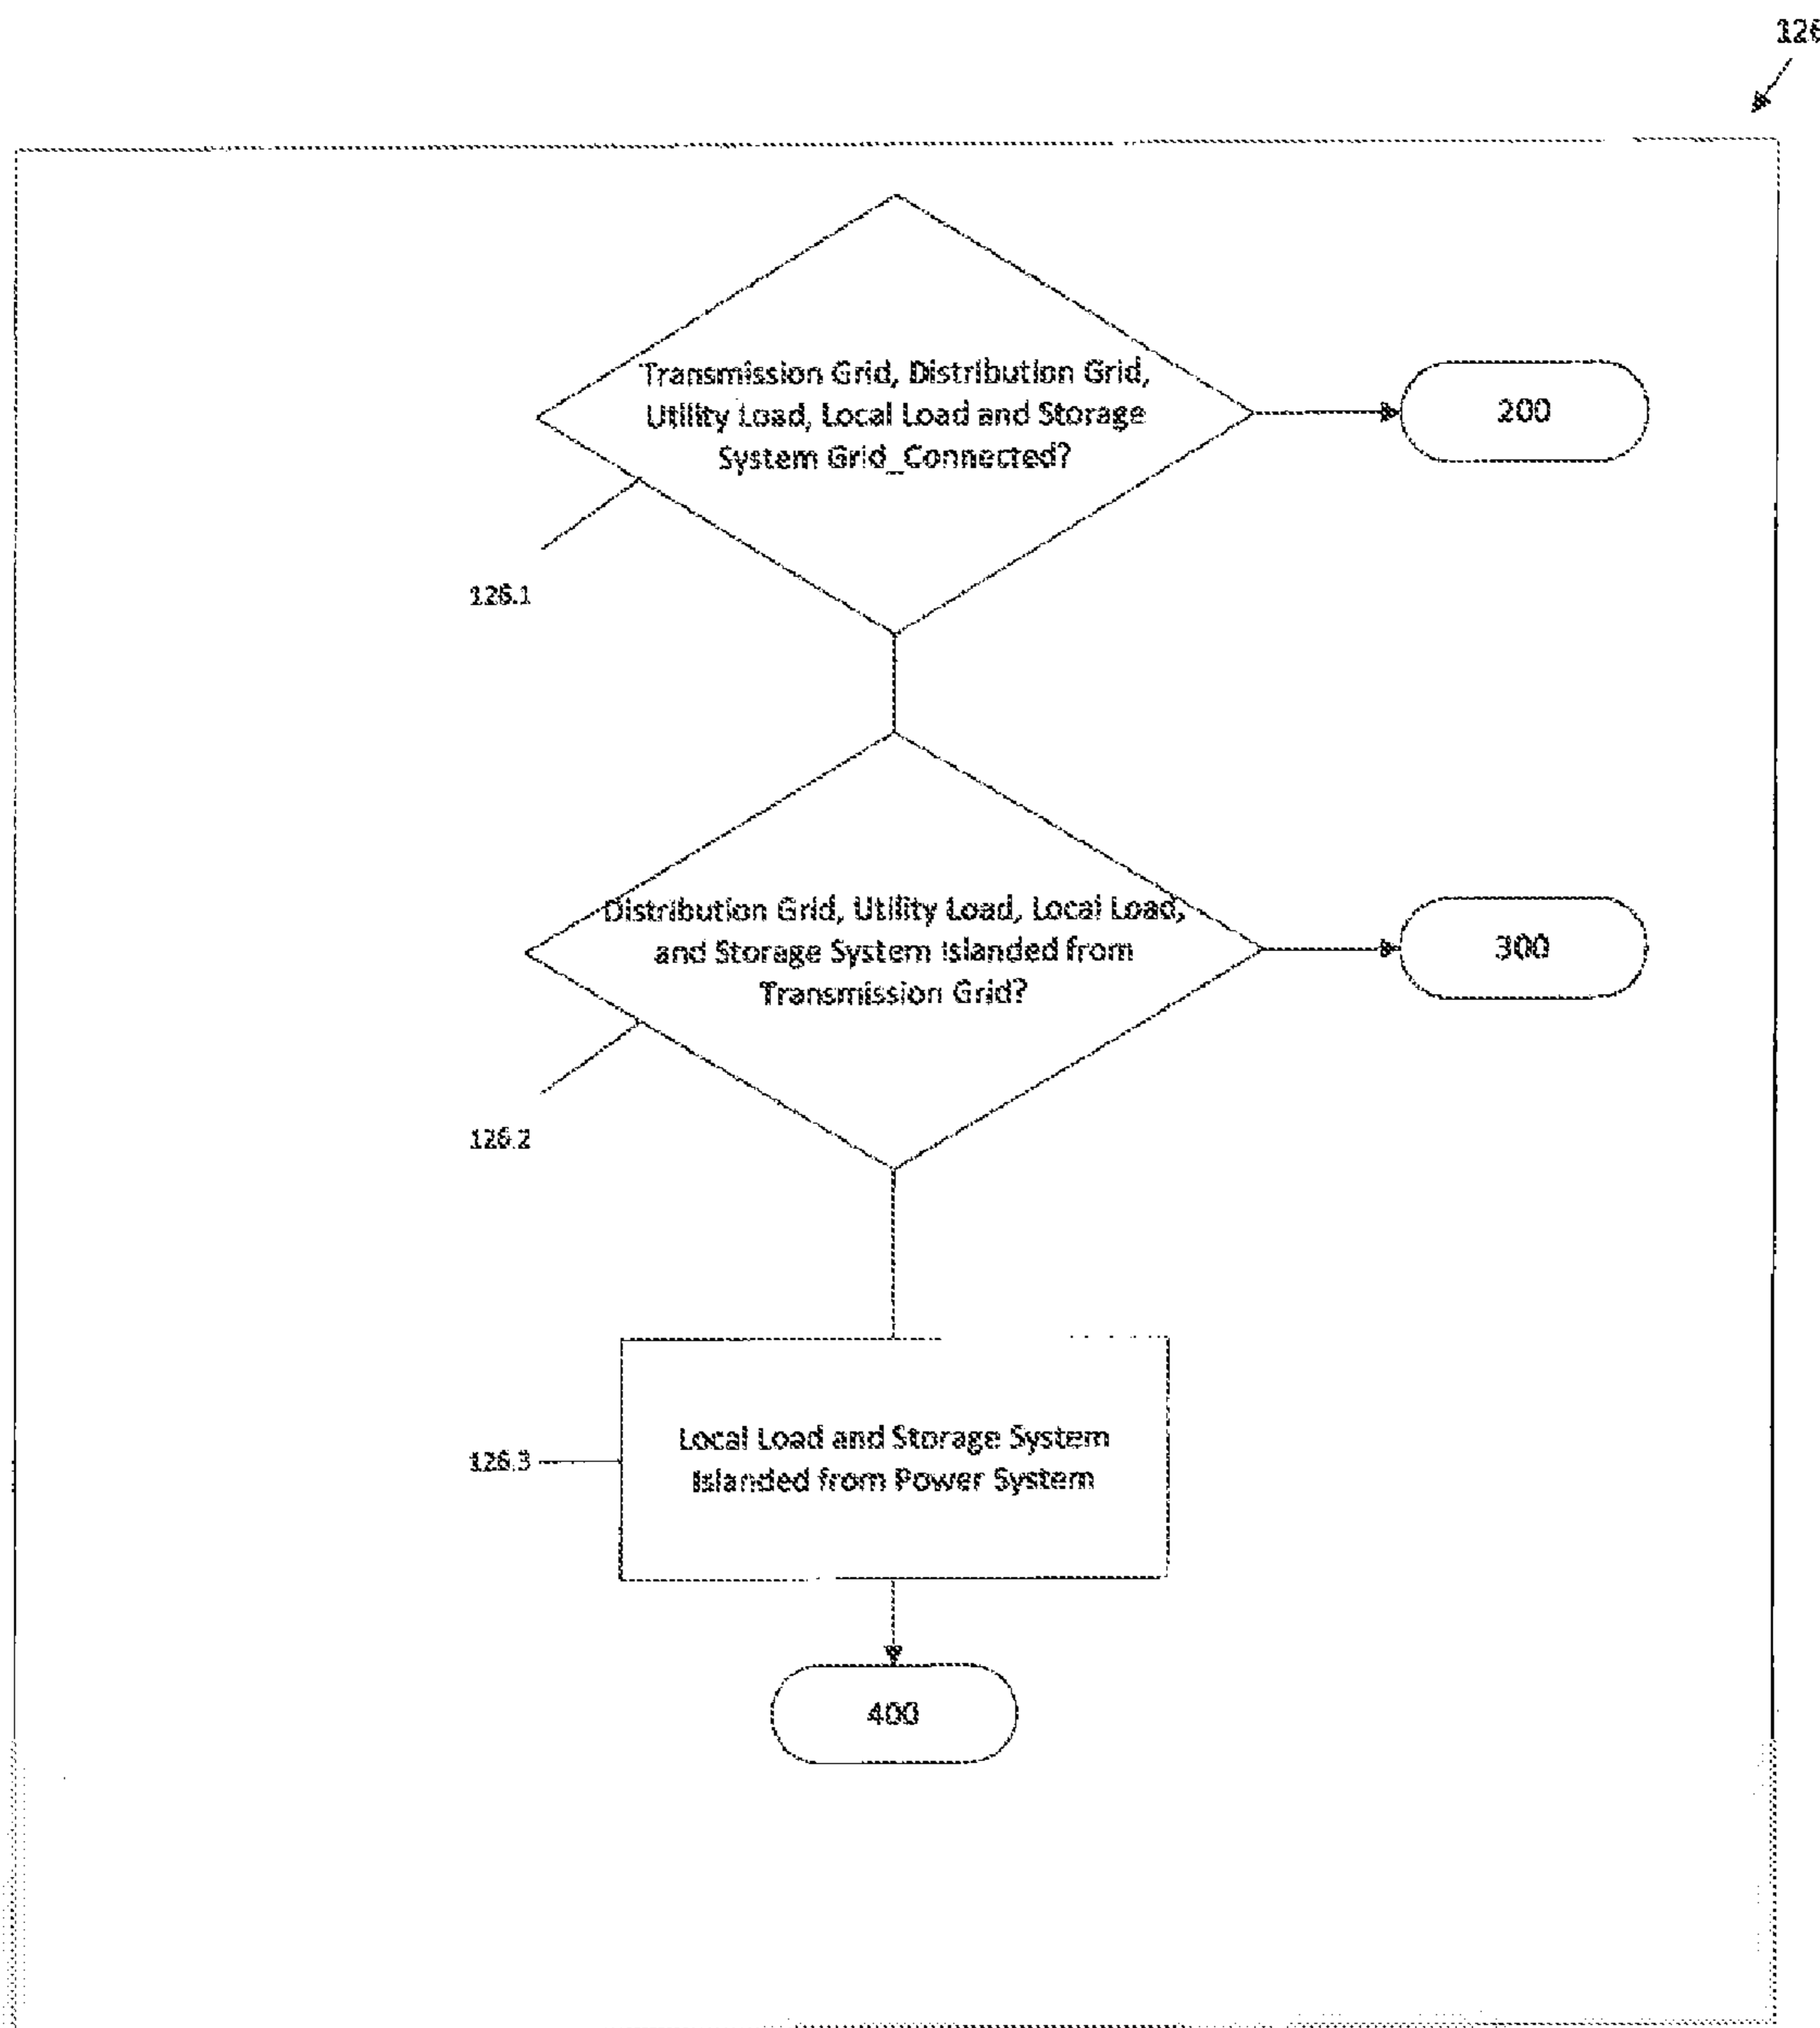 126
Transmission Grid, Distribution Grid,
Utility Load, Local Load and Storage
System Grid_Connected?
200
126.1
Distribution Grid, Utility Load, Local Load,
and Storage System Islanded from
Transmission Grid?
300
126.2
Local Load and Storage System
Islanded from Power System
126.3
400